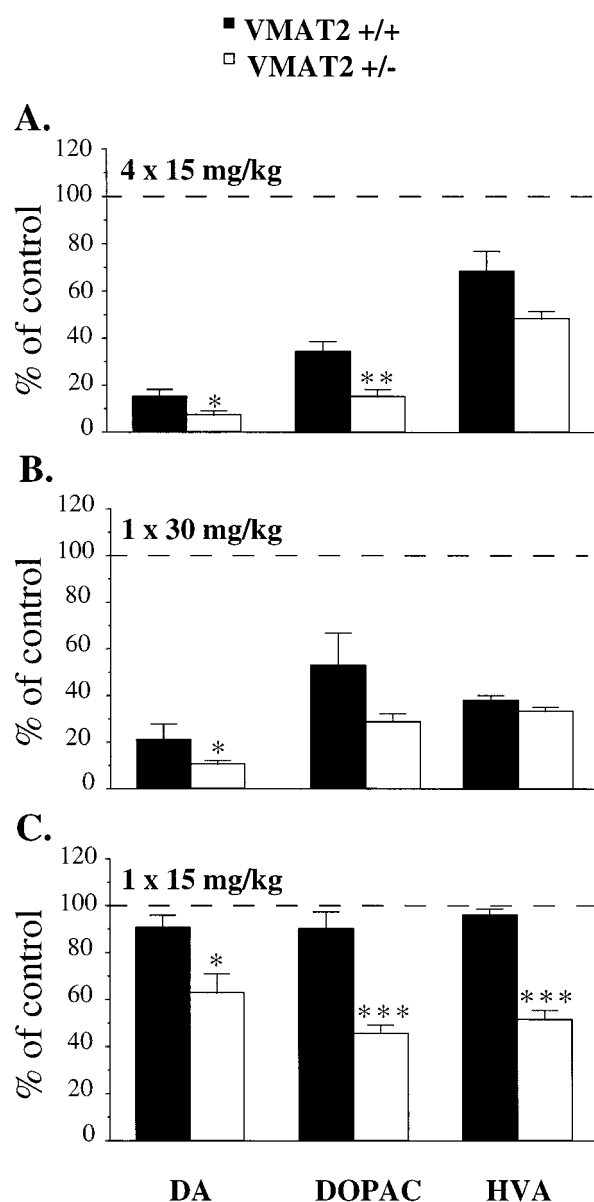 VMAT2 +/+
VMAT2 +/-
A.
120
4 x 15 mg/kg
100
80
60
40
20
0
% of control
*
**
B.
120
1 x 30 mg/kg
100
80
60
40
20
0
% of control
*
C.
120
1 x 15 mg/kg
100
80
60
40
20
0
% of control
*
***
***
DA DOPAC HVA